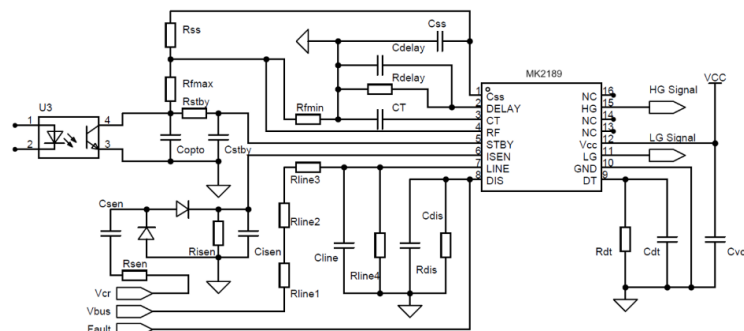 Css
Rss
MK2189
VCC
Cdelay
HG Signal
Rfmax
Rdelay
1 Css NC 16
U3
Rstby
2 DELAY HG 15
Rfmin
CT
3 CT NC 14
1 4
4 RF NC 13
LG Signal
5 STBY Vcc 12
2 3
Copto
Cstby
6 ISEN LG 11
7 LINE GND 10
Rline3
8 DIS DT 9
Csen
Rline2
Cdis
Risen
Cisen
Cline
Rdt
Cdt
Rsen
Rline4
Rdis
Rline1
Vcr
Vbus